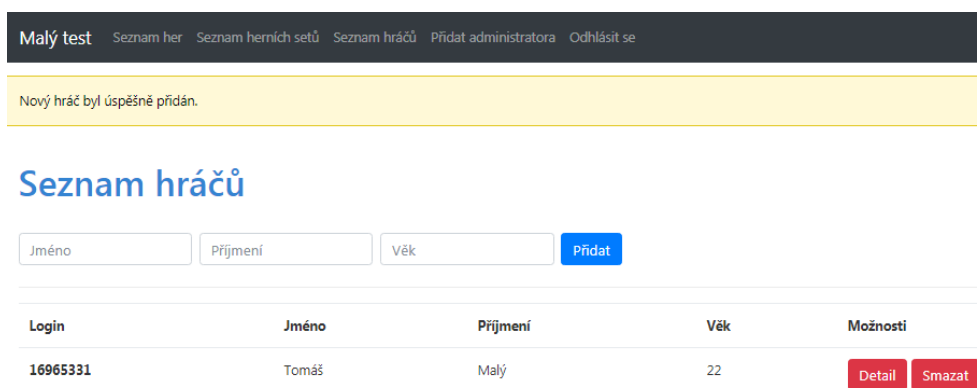 Malý test Seznam her Seznam herních setů Seznam hráčů Přidat administratora Odhlásit se
Nový hráč byl úspěšně přidán.
Seznam hráčů
Jméno Příjmení Věk Přidat
Login Jméno Příjmení Věk Možnosti
16965331 Tomáš Malý 22 Detail Smazat